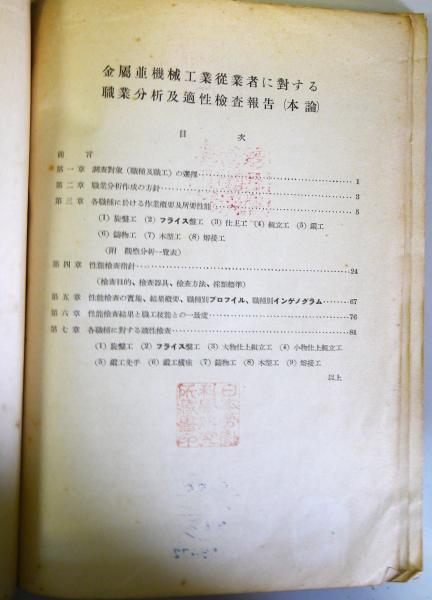 金屬並機械工業從業者に對する
職業分析及適性檢査報告(本論)
目 次
前 言
第一章 調査對象(職種及職工)の選擇 1
第二章 職業分析作成の方針 3
第三章 各職種に於ける作業概要及所要性能 5
(1) 旋盤工 (2) フライス盤工 (3) 仕上工 (4) 組立工 (5) 鍛工
(6) 鑄物工 (7) 木型工 (8) 熔接工
(附 觀察分析一覽表)
第四章 性能檢査指針 24
(檢査目的、檢査器具、檢査方法、採點標準)
第五章 性能檢査の實施、結果概要、職種別プロフイル、職種別インゲノグラム 67
第六章 性能檢査結果と職工技能との一致度 76
第七章 各職種に對する適性檢査 81
(1) 旋盤工 (2) フライス盤工 (3) 大物仕上組立工 (4) 小物仕上組立工
(5) 鍛工先手 (6) 鍛工橫座 (7) 鑄物工 (8) 木型工 (9) 熔接工
以上